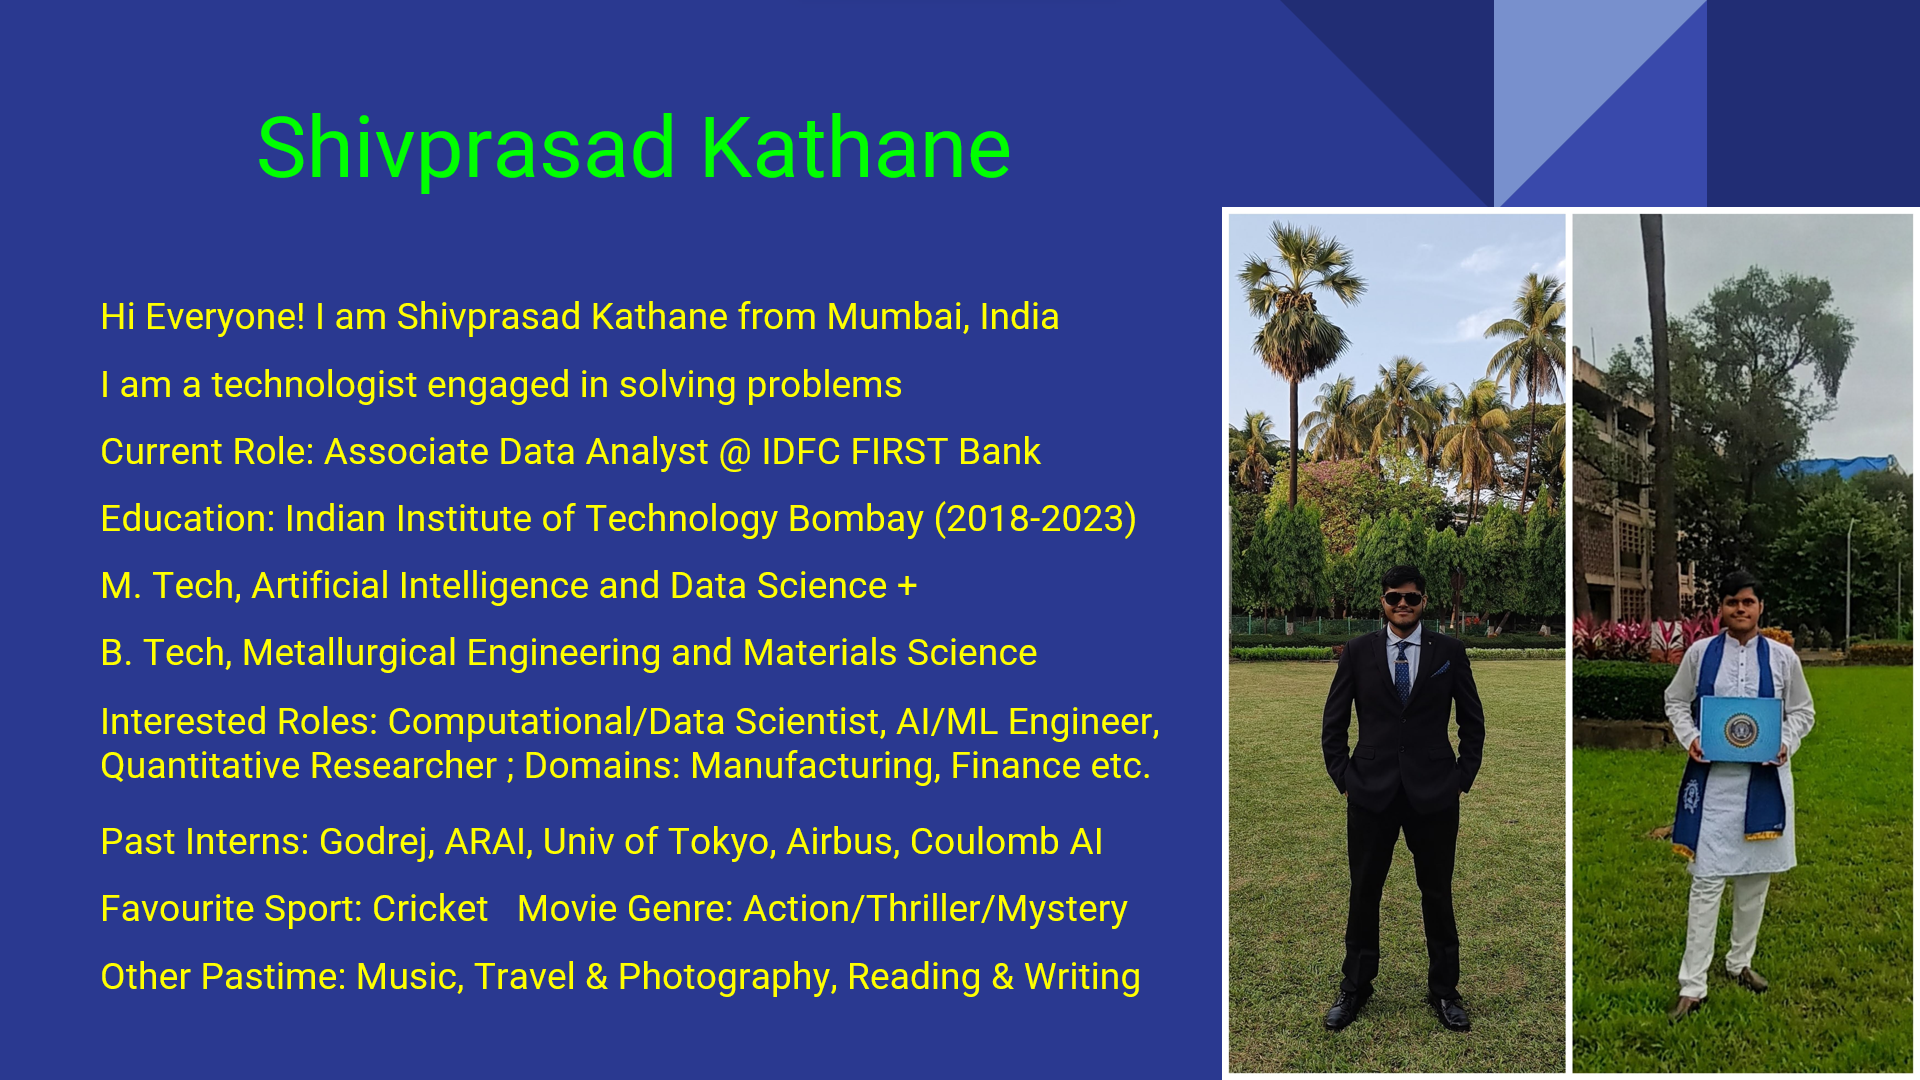 Shivprasad Kathane
Hi Everyone! I am Shivprasad Kathane from Mumbai, India
I am a technologist engaged in solving problems
Current Role: Associate Data Analyst @ IDFC FIRST Bank
Education: Indian Institute of Technology Bombay (2018-2023)
M. Tech, Artificial Intelligence and Data Science +
B. Tech, Metallurgical Engineering and Materials Science
Interested Roles: Computational/Data Scientist, AI/ML Engineer,
Quantitative Researcher ; Domains: Manufacturing, Finance etc.
Past Interns: Godrej, ARAI, Univ of Tokyo, Airbus, Coulomb AI
Favourite Sport: Cricket   Movie Genre: Action/Thriller/Mystery
Other Pastime: Music, Travel & Photography, Reading & Writing